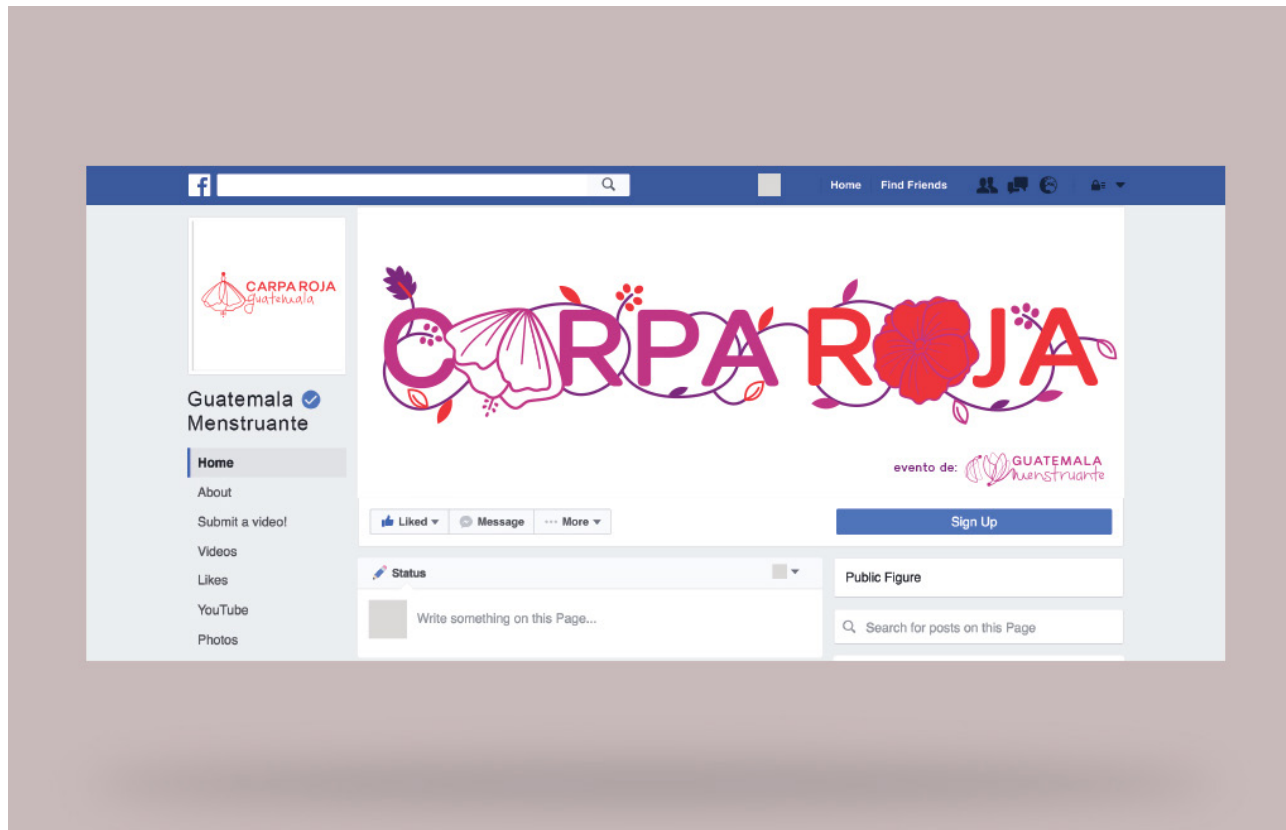 f
Home Find Friends
CARPA ROJA
guatemala
CARPA ROJA
Guatemala
Menstruante
evento de: GUATEMALA
menstruante
Home
About
Submit a video!
Videos
Likes
YouTube
Photos
Liked Message ··· More
Sign Up
Status
Write something on this Page...
Public Figure
Search for posts on this Page